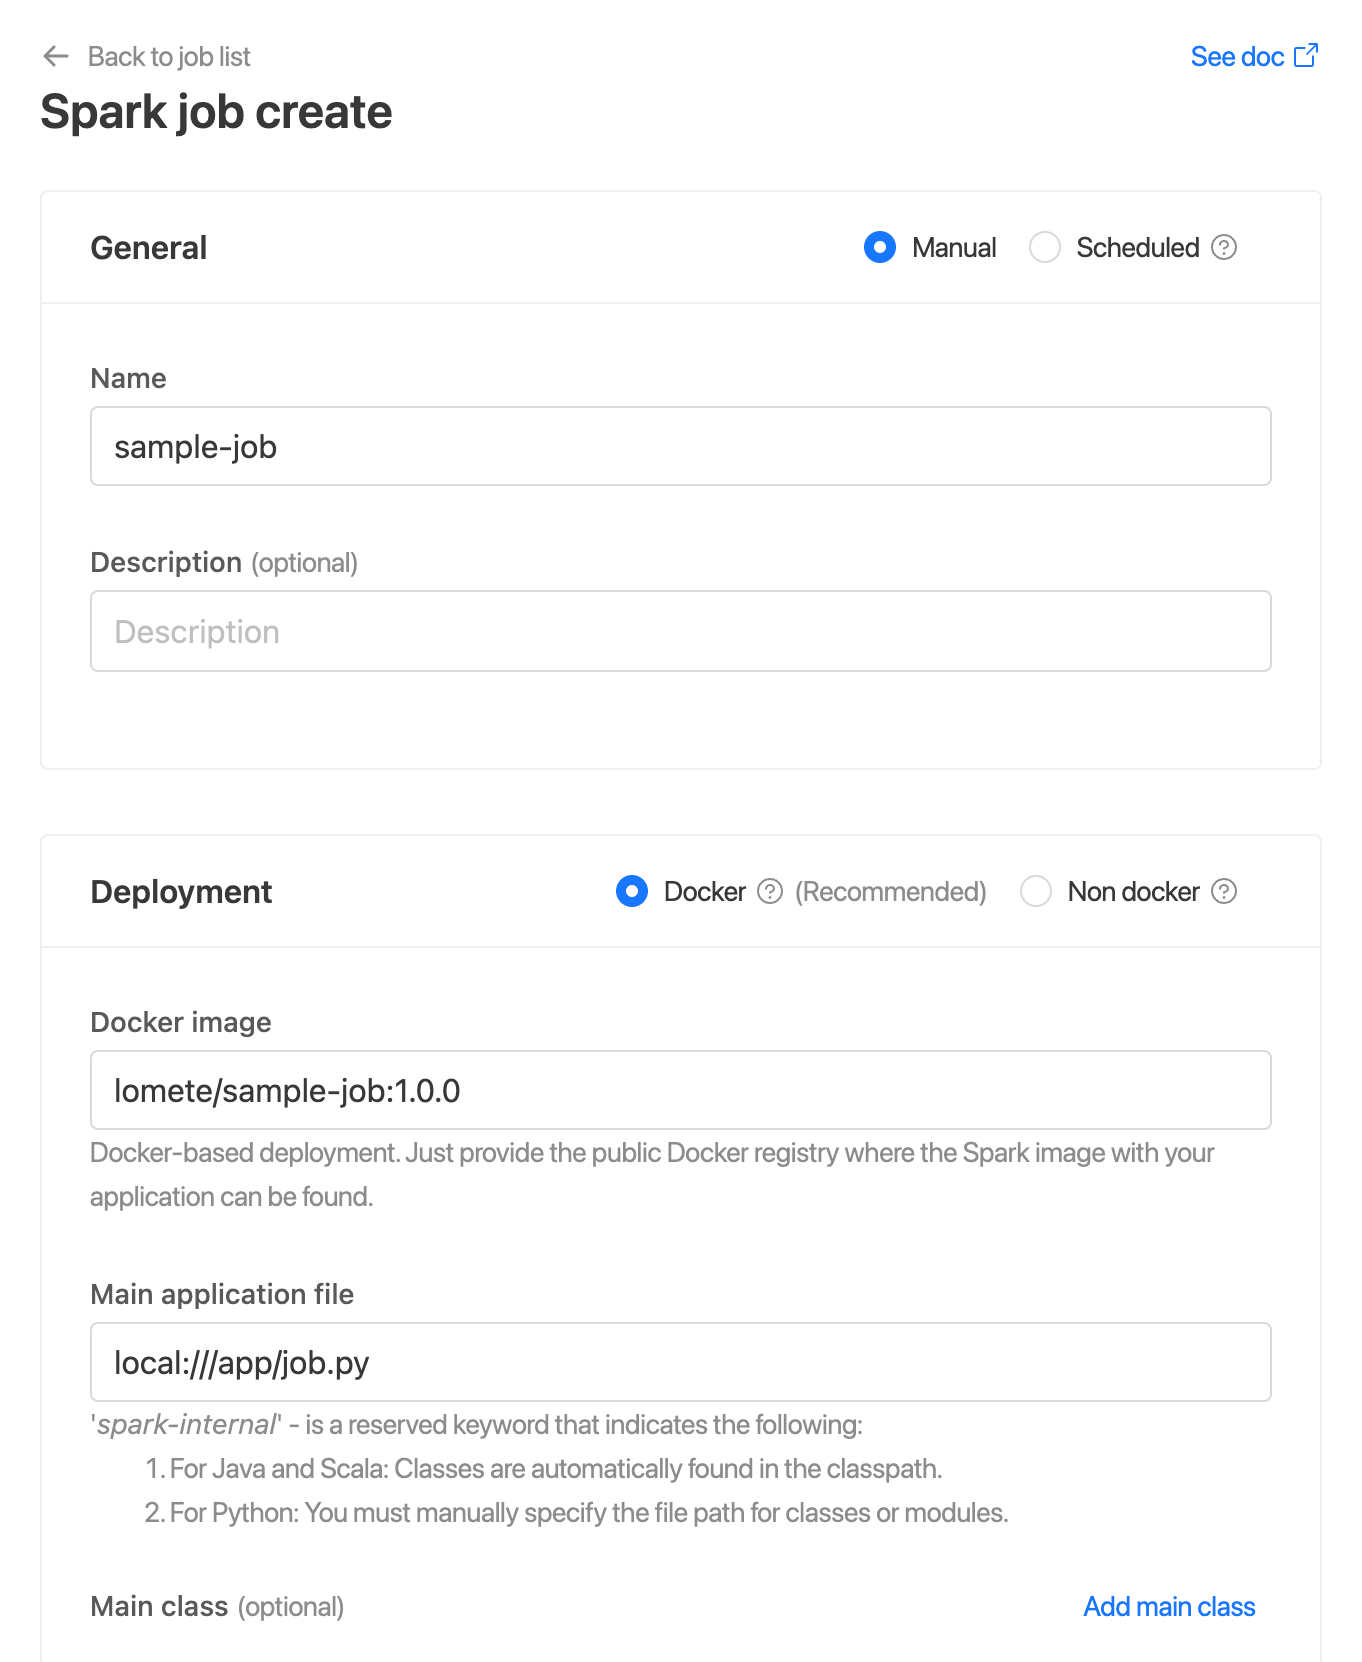 Back to job list
See doc
Spark job create
General
Manual
Scheduled
Name
sample-job
Description (optional)
Description
Deployment
Docker (Recommended)
Non docker
Docker image
lomete/sample-job:1.0.0
Docker-based deployment. Just provide the public Docker registry where the Spark image with your
application can be found.
Main application file
local:///app/job.py
'spark-internal' - is a reserved keyword that indicates the following:
1. For Java and Scala: Classes are automatically found in the classpath.
2. For Python: You must manually specify the file path for classes or modules.
Main class (optional)
Add main class